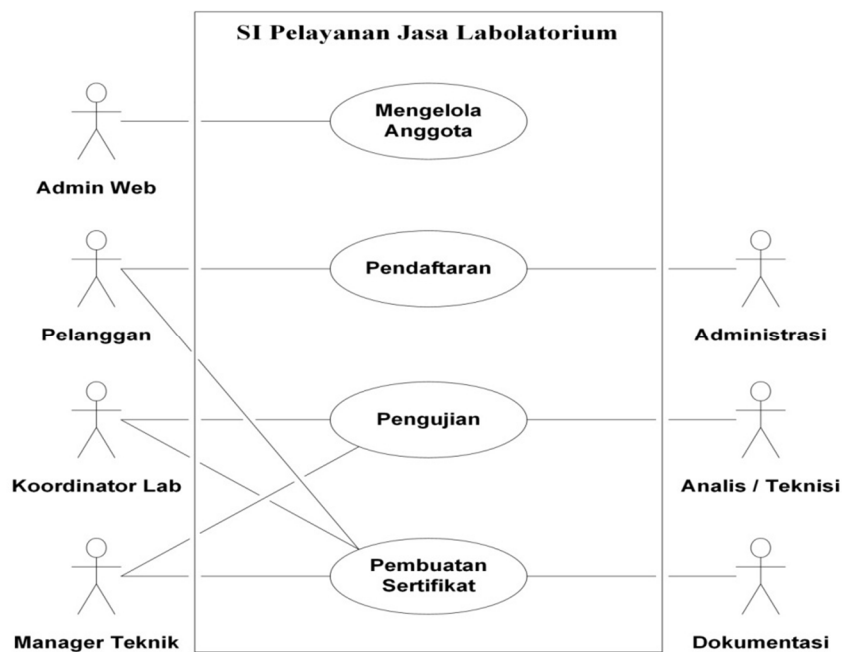 SI Pelayanan Jasa Labolatorium
Mengelola
Anggota
Admin Web
Pendaftaran
Pelanggan
Administrasi
Pengujian
Koordinator Lab
Analis / Teknisi
Pembuatan
Sertifikat
Manager Teknik
Dokumentasi